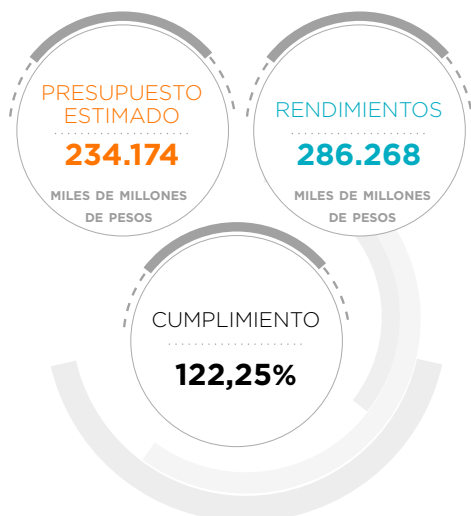 PRESUPUESTO
ESTIMADO
234.174
MILES DE MILLONES
DE PESOS
RENDIMIENTOS
286.268
MILES DE MILLONES
DE PESOS
CUMPLIMIENTO
122,25%